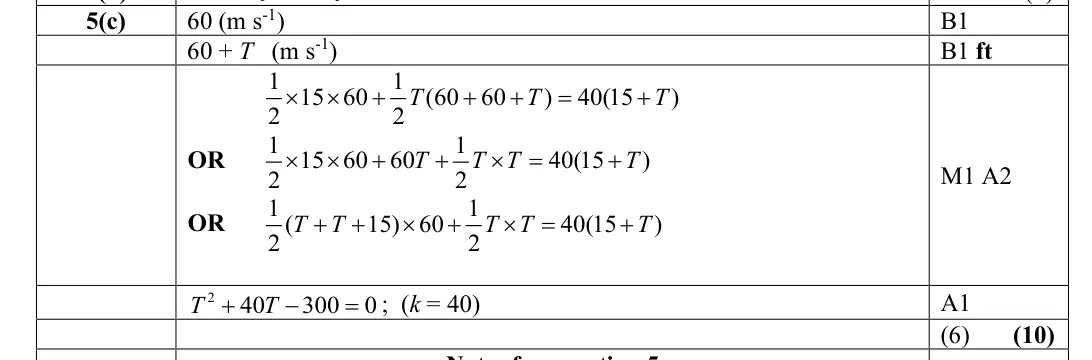 5(c) 60 (m s⁻¹) B1
60 + T (m s⁻¹) B1 ft
1/2 × 15 × 60 + 1/2 T(60 + 60 + T) = 40(15 + T)
OR 1/2 × 15 × 60 + 60T + 1/2 T × T = 40(15 + T)
M1 A2
OR 1/2 (T + T + 15) × 60 + 1/2 T × T = 40(15 + T)
T² + 40T − 300 = 0 ; (k = 40) A1
(6) (10)